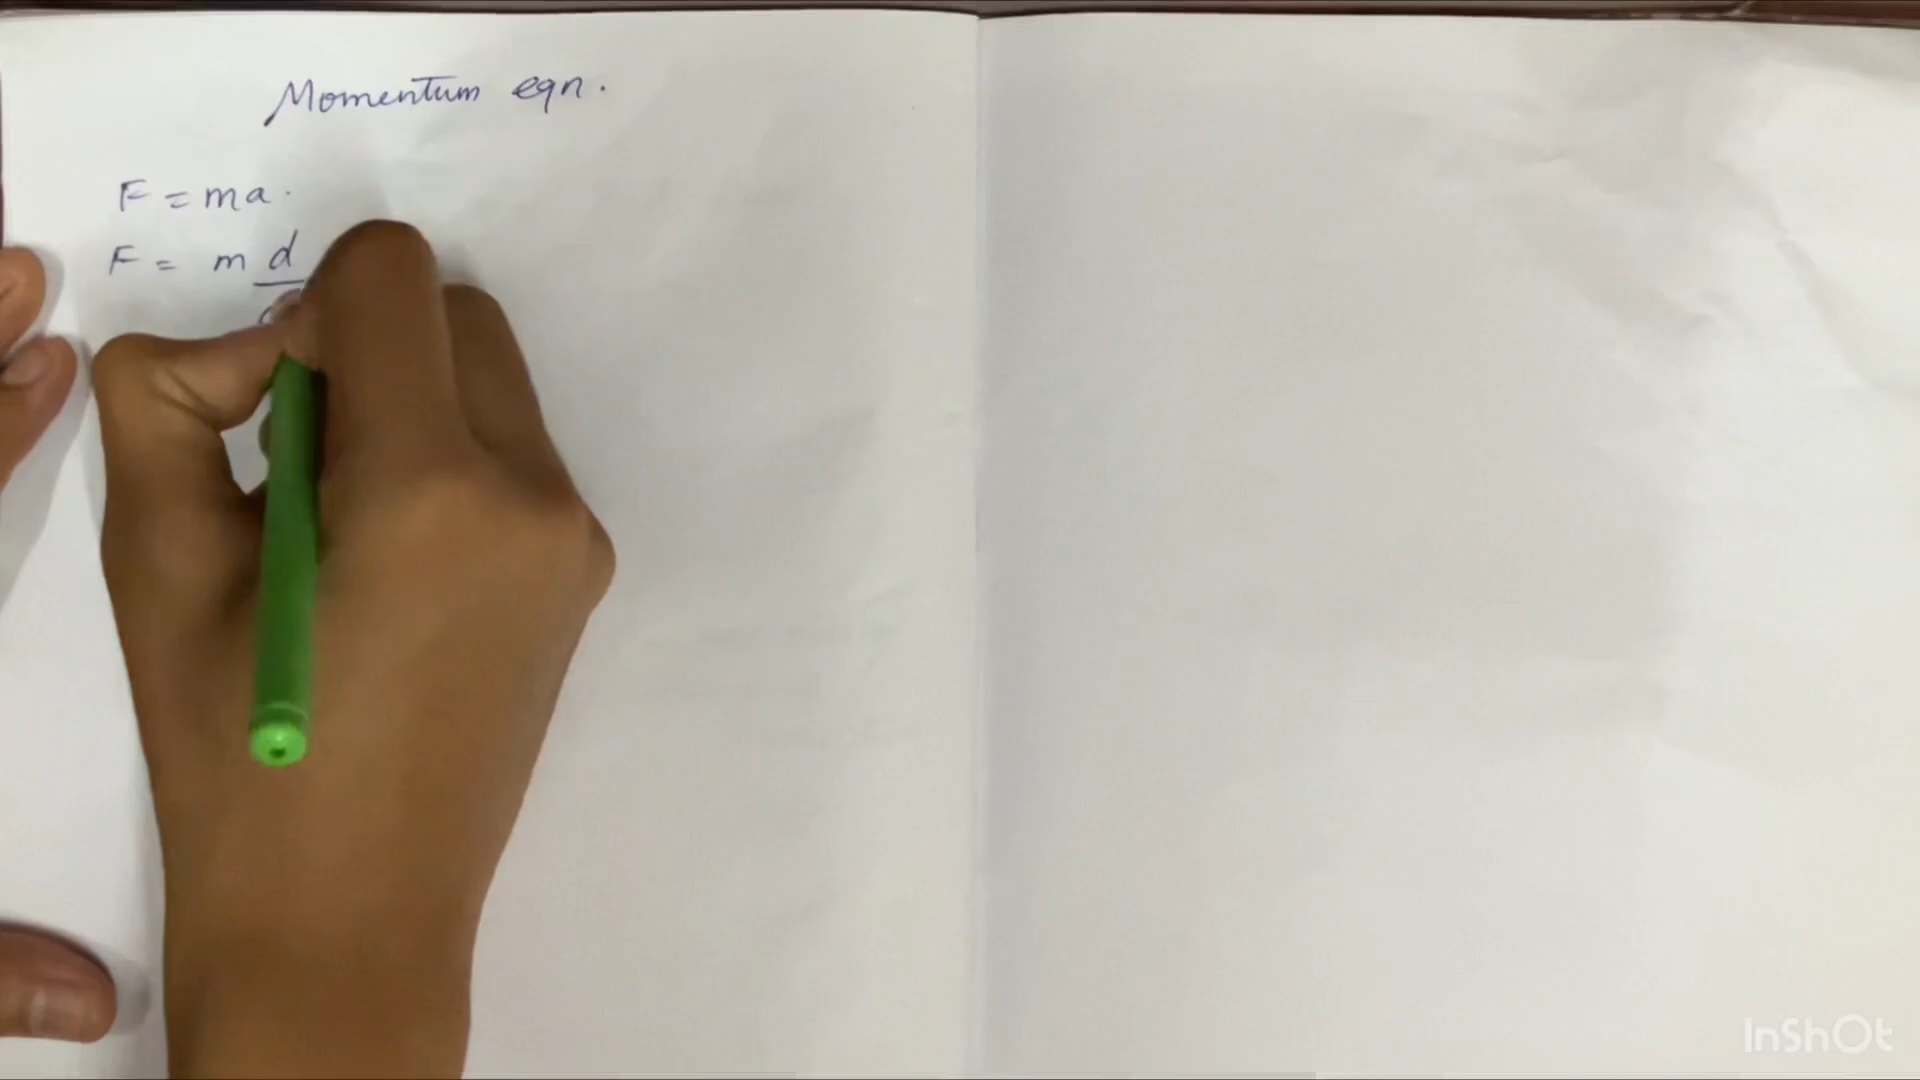 Momentum eqn.
F = ma.
F = m d
InShOt